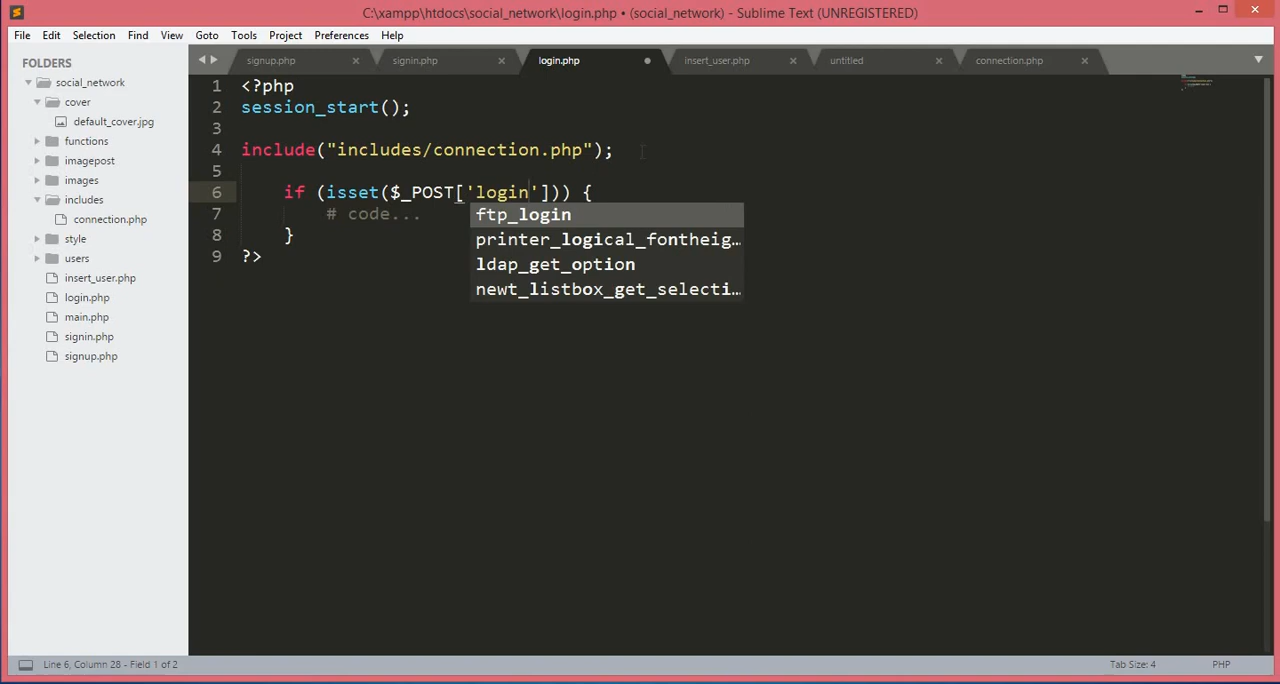 C:\xampp\htdocs\social_network\login.php • (social_network) - Sublime Text (UNREGISTERED)
File Edit Selection Find View Goto Tools Project Preferences Help
FOLDERS
social_network
cover
default_cover.jpg
functions
imagepost
images
includes
connection.php
style
users
insert_user.php
login.php
main.php
signin.php
signup.php
signup.php signin.php login.php insert_user.php untitled connection.php
1 <?php
2 session_start();
3
4 include("includes/connection.php");
5
6 if (isset($_POST['login'])) {
7 # code...
8 }
9 ?>
ftp_login
printer_logical_fontheig…
ldap_get_option
newt_listbox_get_selecti…
Line 6, Column 28 - Field 1 of 2 Tab Size: 4 PHP